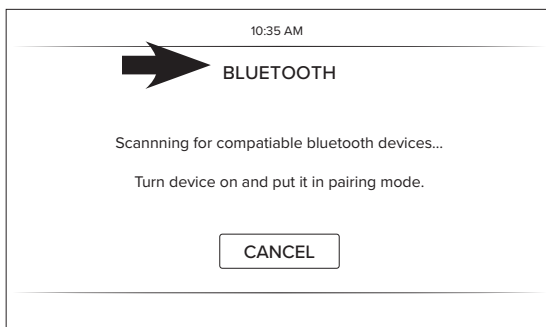 10:35 AM
BLUETOOTH
Scannning for compatiable bluetooth devices...
Turn device on and put it in pairing mode.
CANCEL